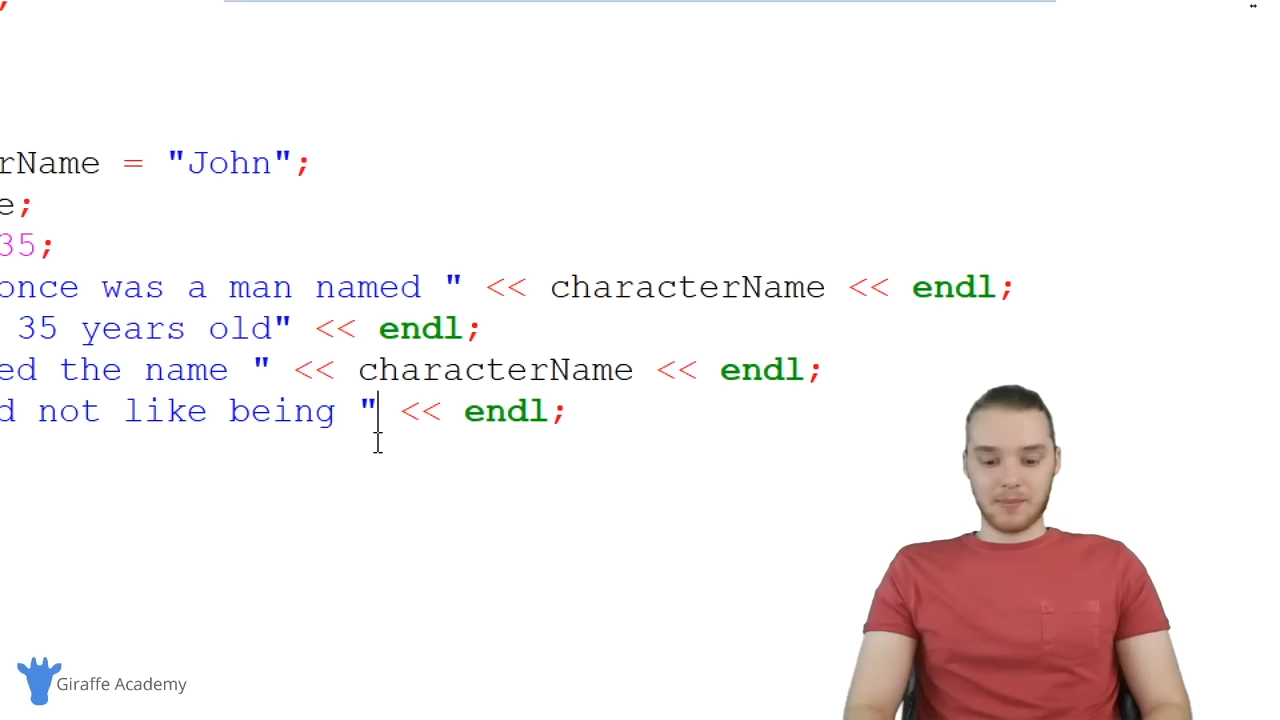 ;
rName = "John";
e;
35;
once was a man named " << characterName << endl;
35 years old" << endl;
ed the name " << characterName << endl;
d not like being " << endl;
Giraffe Academy